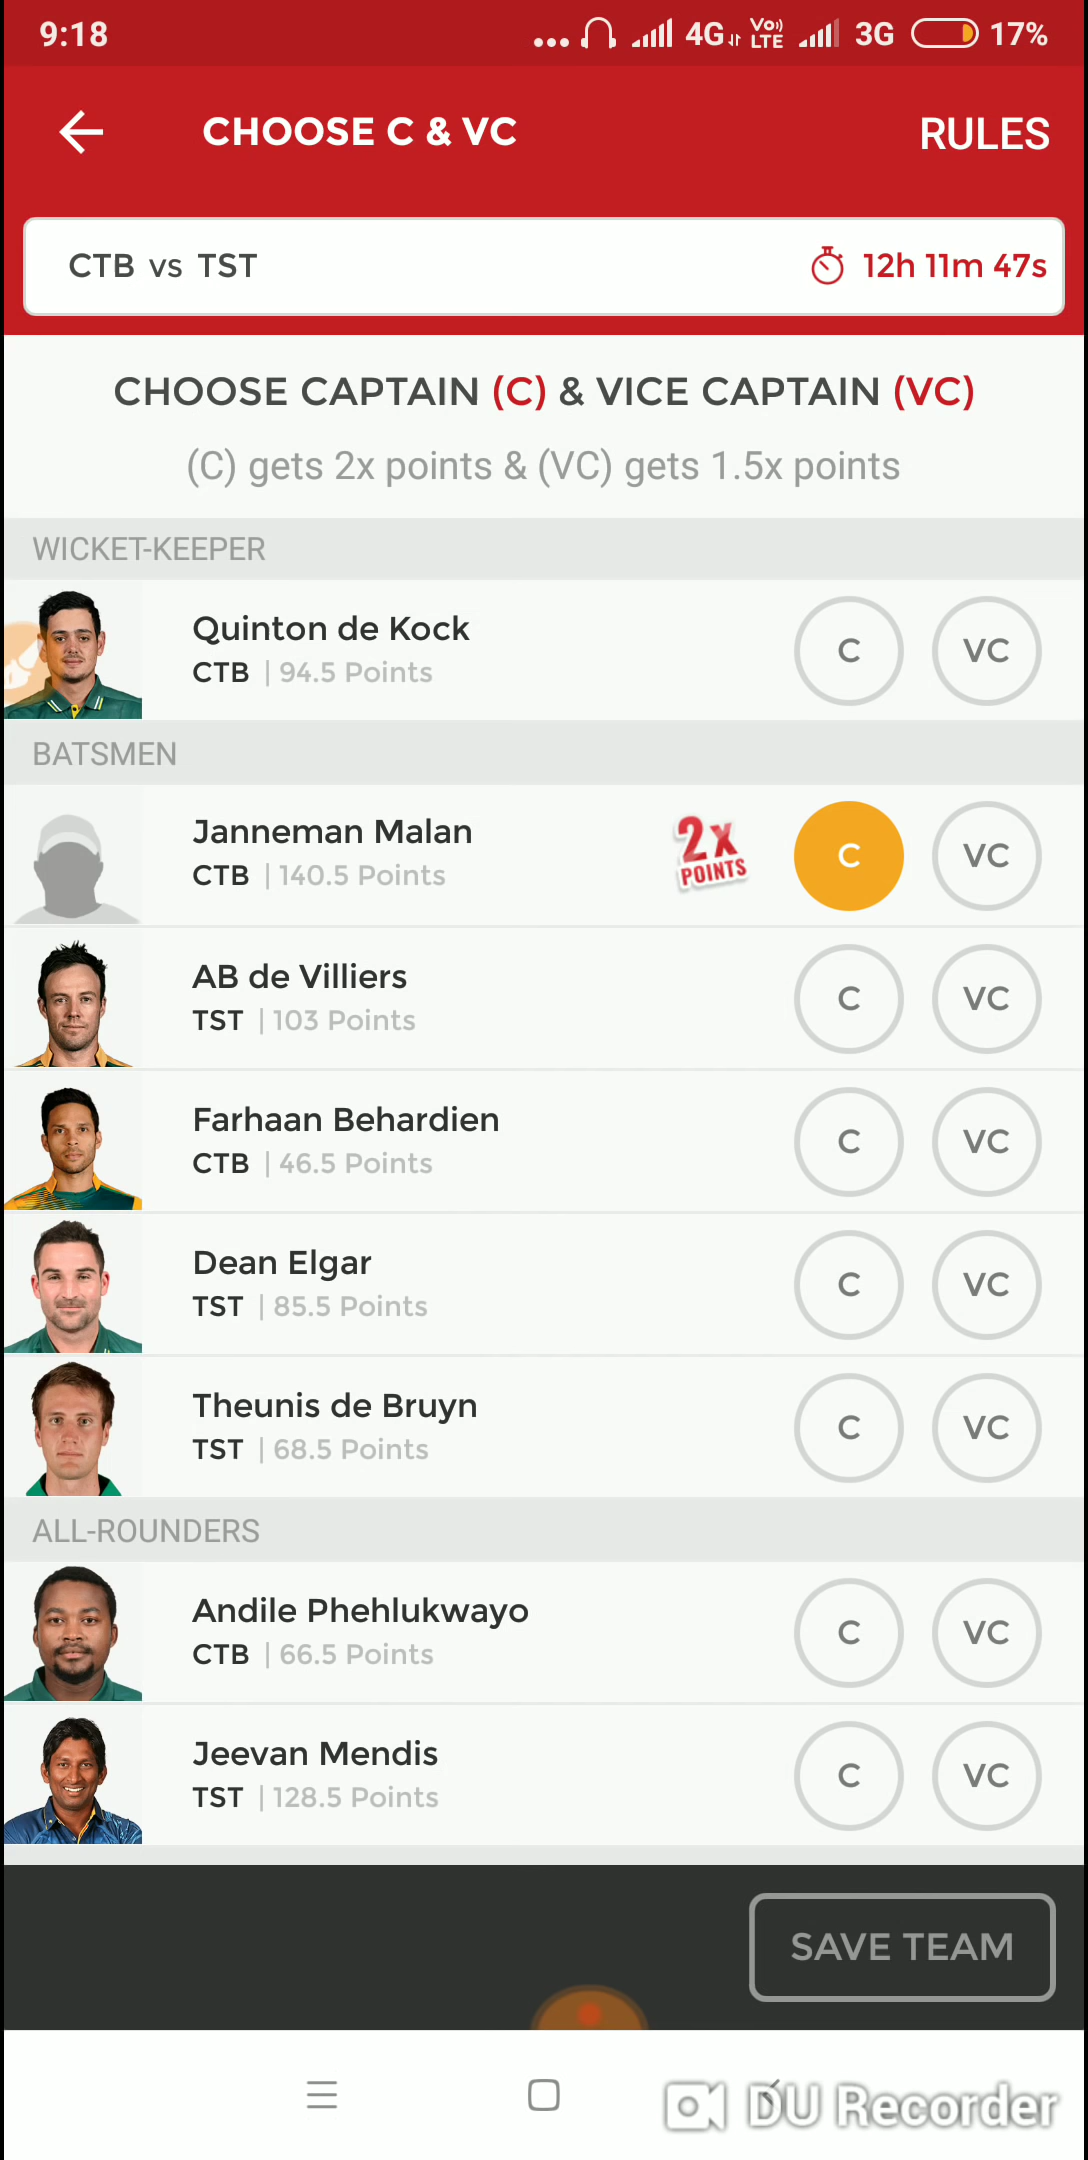 9:18 ... 4G Vo)) LTE 3G 17%
CHOOSE C & VC RULES
CTB vs TST 12h 11m 47s
CHOOSE CAPTAIN (C) & VICE CAPTAIN (VC)
(C) gets 2x points & (VC) gets 1.5x points
WICKET-KEEPER
Quinton de Kock
CTB | 94.5 Points
C VC
BATSMEN
Janneman Malan
CTB | 140.5 Points
2x POINTS
C VC
AB de Villiers
TST | 103 Points
C VC
Farhaan Behardien
CTB | 46.5 Points
C VC
Dean Elgar
TST | 85.5 Points
C VC
Theunis de Bruyn
TST | 68.5 Points
C VC
ALL-ROUNDERS
Andile Phehlukwayo
CTB | 66.5 Points
C VC
Jeevan Mendis
TST | 128.5 Points
C VC
SAVE TEAM
DU Recorder